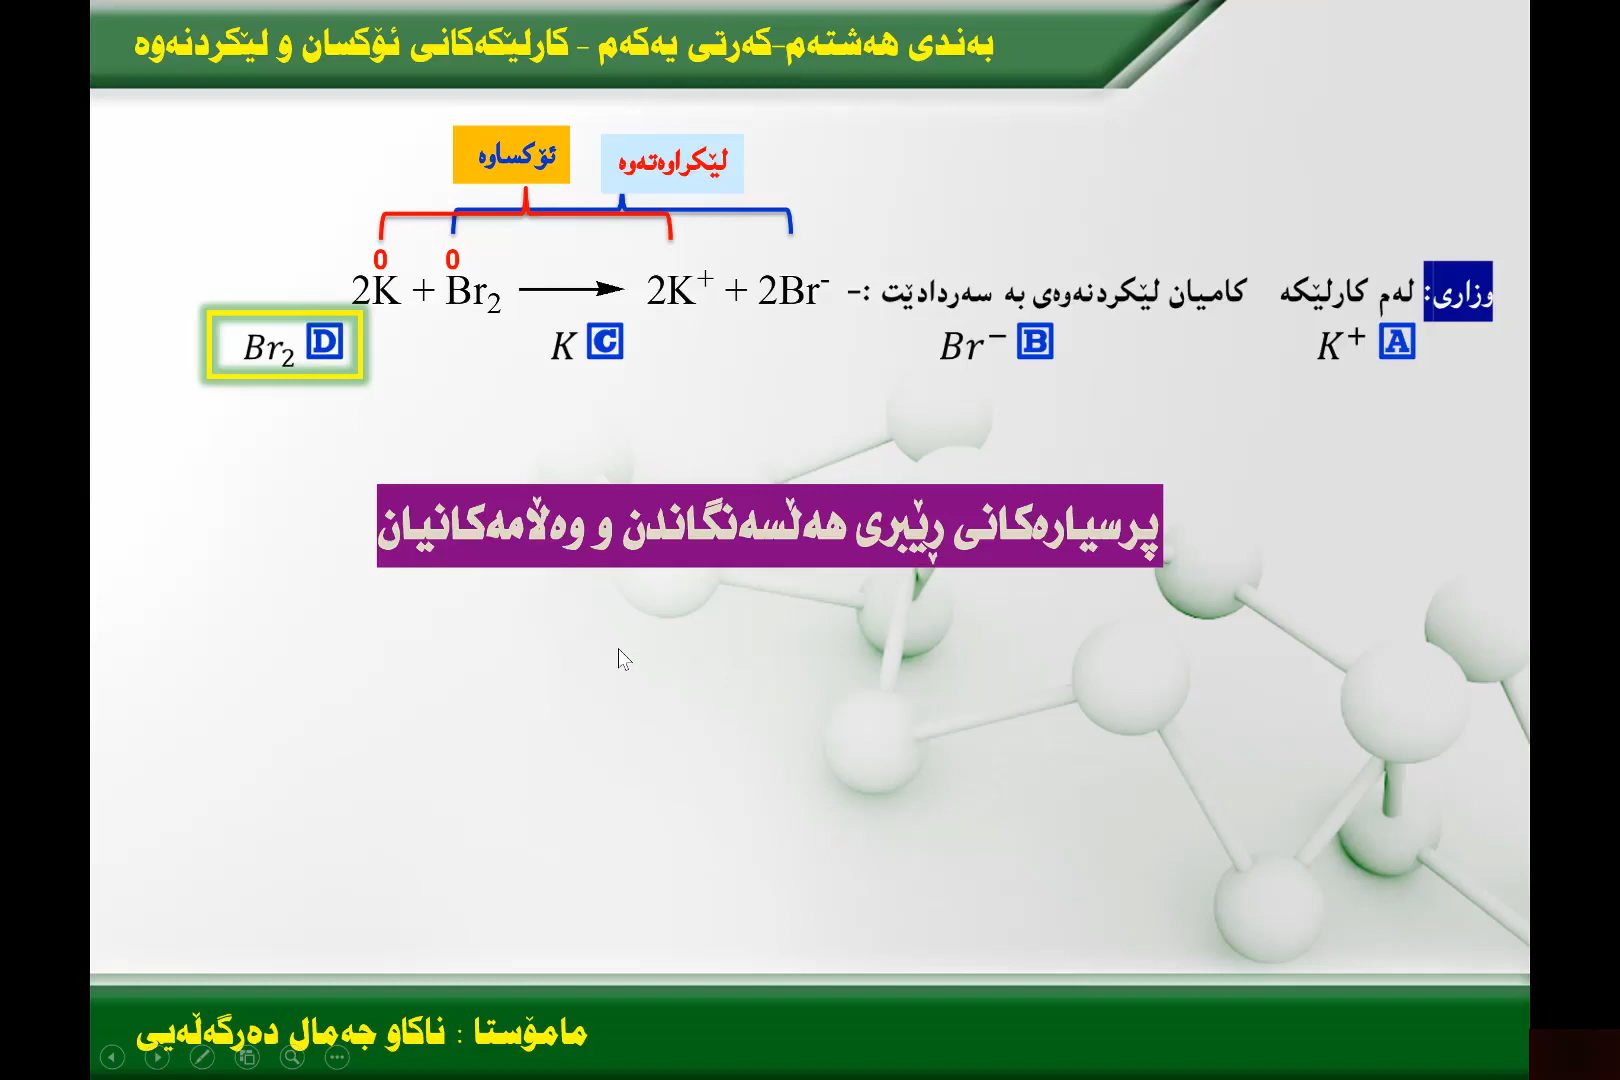 بەندی هەشتەم-کەرتی یەکەم - کارلێکەکانی ئۆکسان و لێکردنەوە
ئۆکساوە
لێکراوەتەوە
0 0
وزاری: لەم کارلێکە کامیان لێکردنەوەی بە سەردادێت :- 2K + Br₂ ⟶ 2K⁺ + 2Br⁻
A K⁺ B Br⁻ C K D Br₂
پرسیارەکانی ڕێبری هەڵسەنگاندن و وەڵامەکانیان
مامۆستا : ناکاو جەمال دەرگەڵەیی